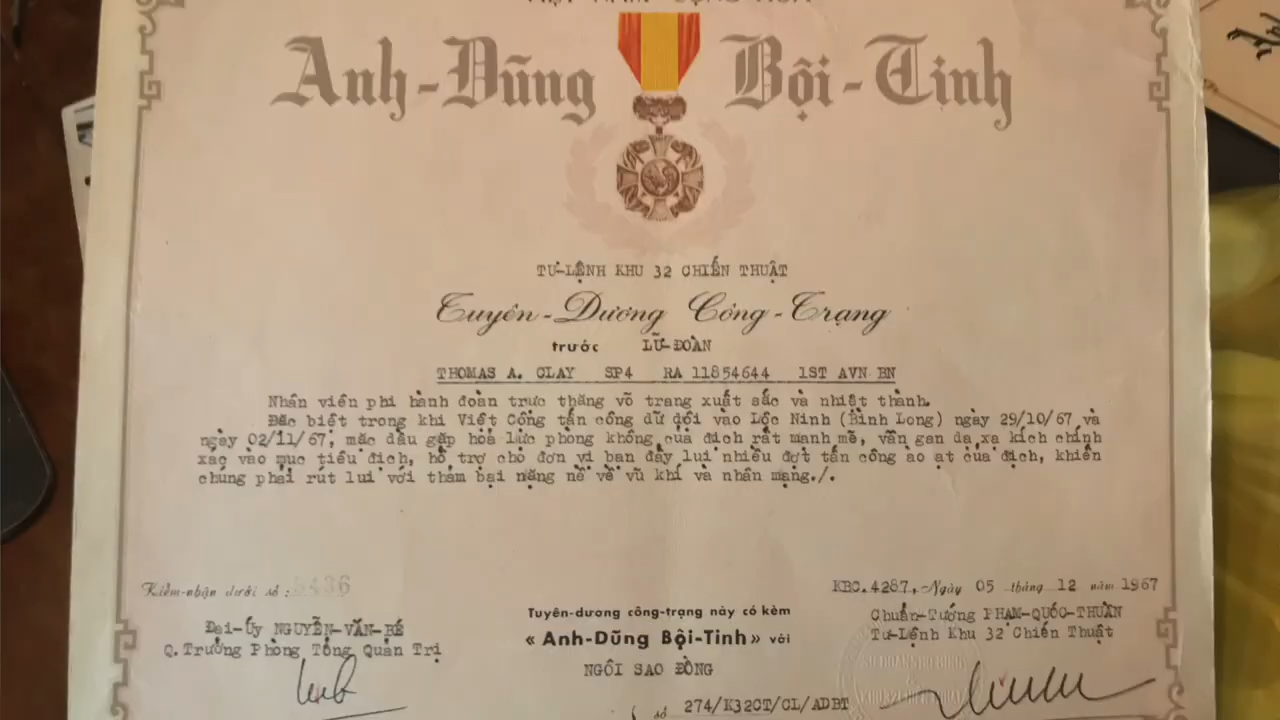 VIỆT NAM CỘNG HÒA
Anh-Dũng Bội-Tinh
TƯ-LỆNH KHU 32 CHIẾN THUẬT
Tuyên-Dương Công-Trạng
trước LỮ-ĐOÀN
THOMAS A. CLAY SP4 RA 11854644 1ST AVN BN
Nhân viên phi hành đoàn trực thăng võ trang xuất sắc và nhiệt thành.
Đặc biệt trong khi Việt Cộng tấn công dữ dội vào Lộc Ninh (Bình Long) ngày 29/10/67 và
ngày 02/11/67, mặc dầu gặp hoả lực phòng không của địch rất mạnh mẽ, vẫn gan dạ xạ kích chính
xác vào mục tiêu địch, hỗ trợ cho đơn vị bạn đẩy lui nhiều đợt tấn công ào ạt của địch, khiến
chúng phải rút lui với thảm bại nặng nề về vũ khí và nhân mạng./.
Kiểm-nhận dưới số : 5436
KBC.4287, Ngày 05 tháng 12 năm 1967
Đại-Úy NGUYỄN-VĂN-BÉ
Q. Trưởng Phòng Tổng Quản Trị
Tuyên-dương công-trạng này có kèm
« Anh-Dũng Bội-Tinh » với
NGÔI SAO ĐỒNG
Chuẩn-Tướng PHẠM-QUỐC-THUẦN
Tư-Lệnh Khu 32 Chiến Thuật
( số 274/K32CT/CL/ADBT